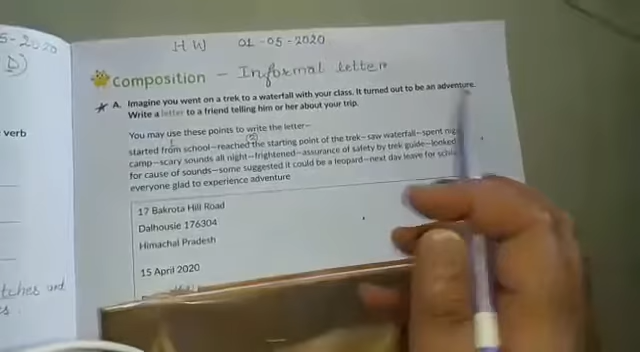 5-2020
D)
HW 01-05-2020
Composition - Informal letter
verb
A. Imagine you went on a trek to a waterfall with your class. It turned out to be an adventure.
Write a letter to a friend telling him or her about your trip.
You may use these points to write the letter–
started from school–reached the starting point of the trek–saw waterfall–spent
camp–scary sounds all night–frightened–assurance of safety by trek guide–looked
for cause of sounds–some suggested it could be a leopard–next day leave for
everyone glad to experience adventure
17 Bakrota Hill Road
Dalhousie 176304
Himachal Pradesh
15 April 2020
and